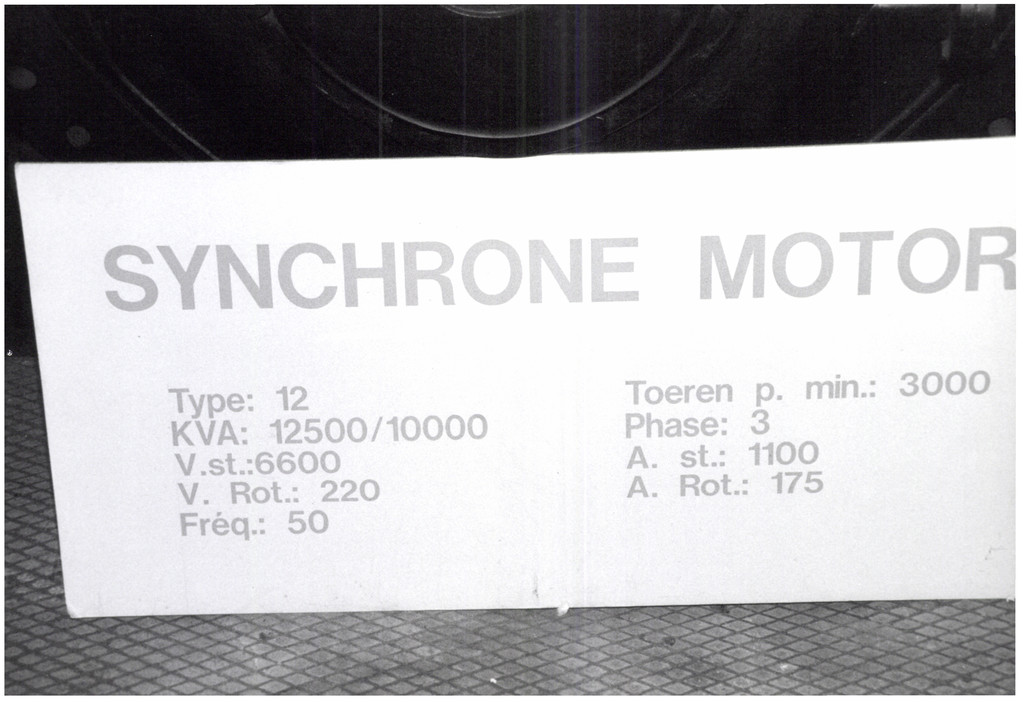 SYNCHRONE MOTOR
Type: 12
KVA: 12500/10000
V.st.:6600
V. Rot.: 220
Fréq.: 50
Toeren p. min.: 3000
Phase: 3
A. st.: 1100
A. Rot.: 175